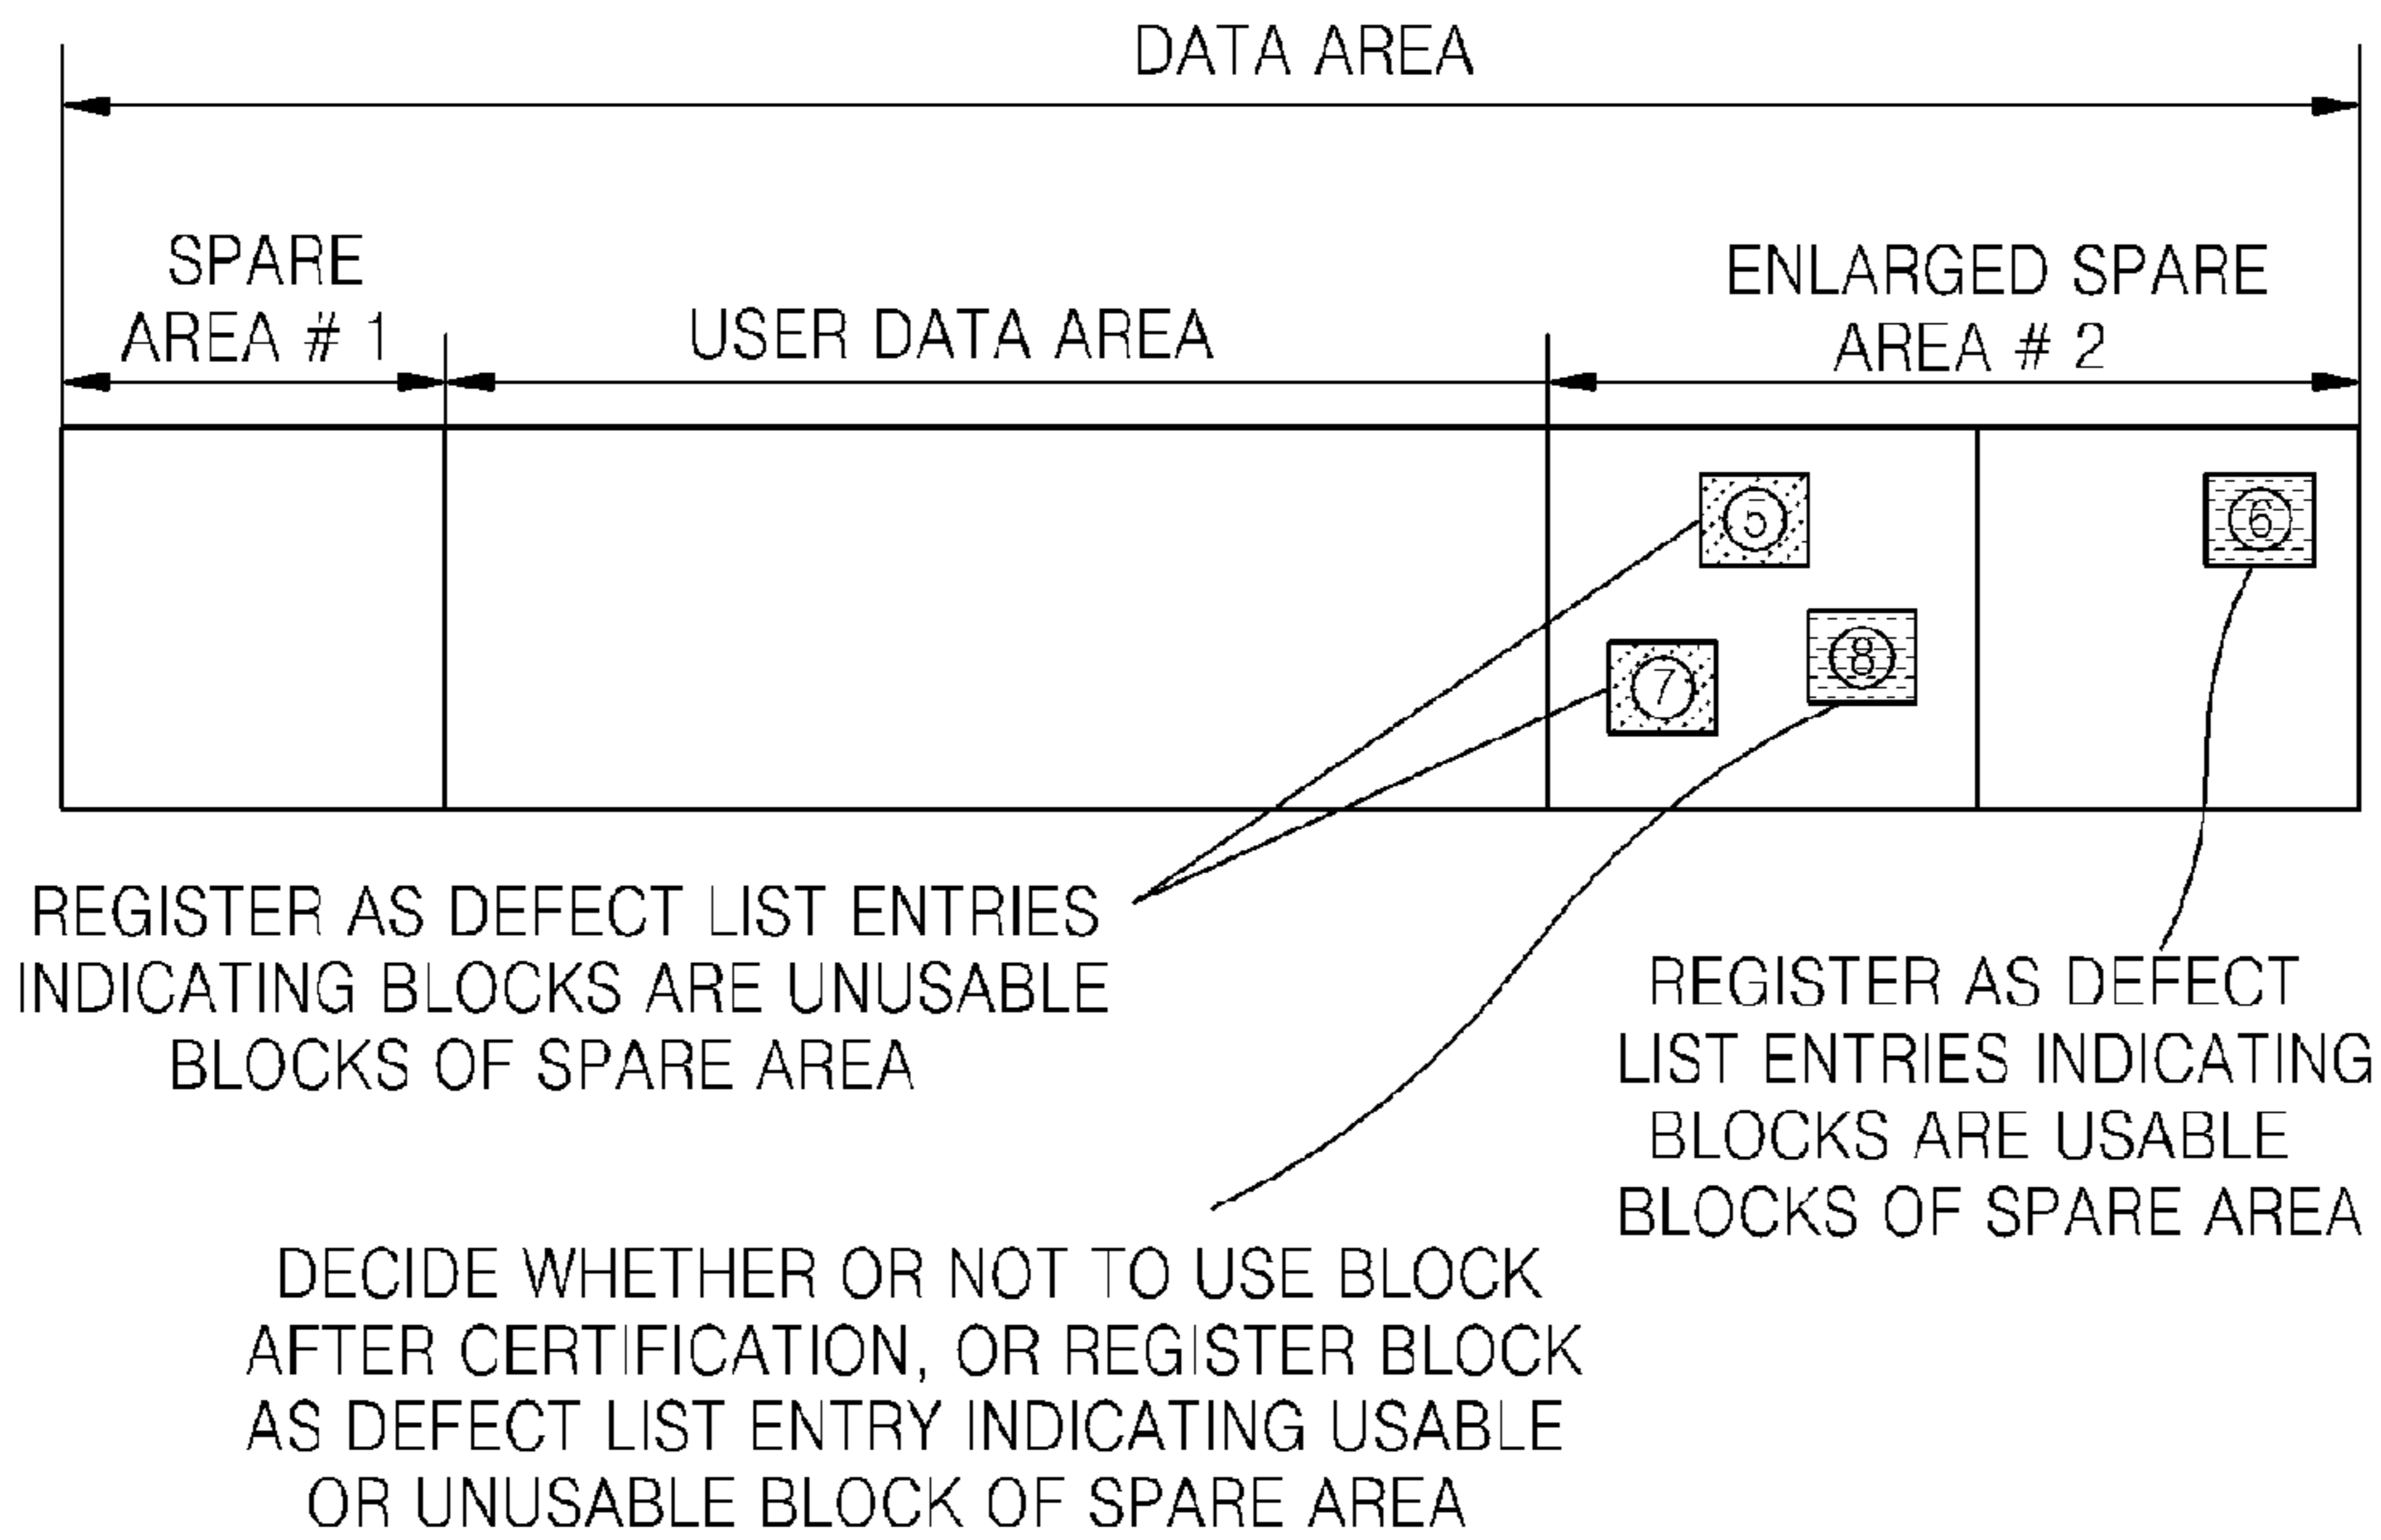 DATA AREA
SPARE
AREA # 1
USER DATA AREA
ENLARGED SPARE
AREA # 2
5
6
7
8
REGISTER AS DEFECT LIST ENTRIES
INDICATING BLOCKS ARE UNUSABLE
BLOCKS OF SPARE AREA
REGISTER AS DEFECT
LIST ENTRIES INDICATING
BLOCKS ARE USABLE
BLOCKS OF SPARE AREA
DECIDE WHETHER OR NOT TO USE BLOCK
AFTER CERTIFICATION, OR REGISTER BLOCK
AS DEFECT LIST ENTRY INDICATING USABLE
OR UNUSABLE BLOCK OF SPARE AREA